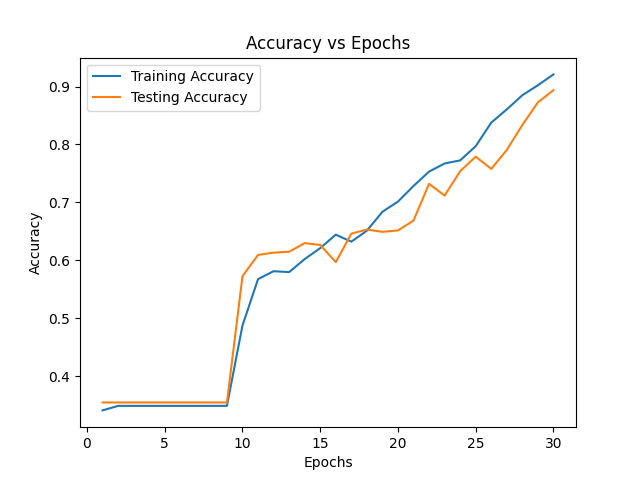 Accuracy vs Epochs
Training Accuracy
Testing Accuracy
0.9
0.8
0.7
0.6
0.5
0.4
Accuracy
0 5 10 15 20 25 30
Epochs